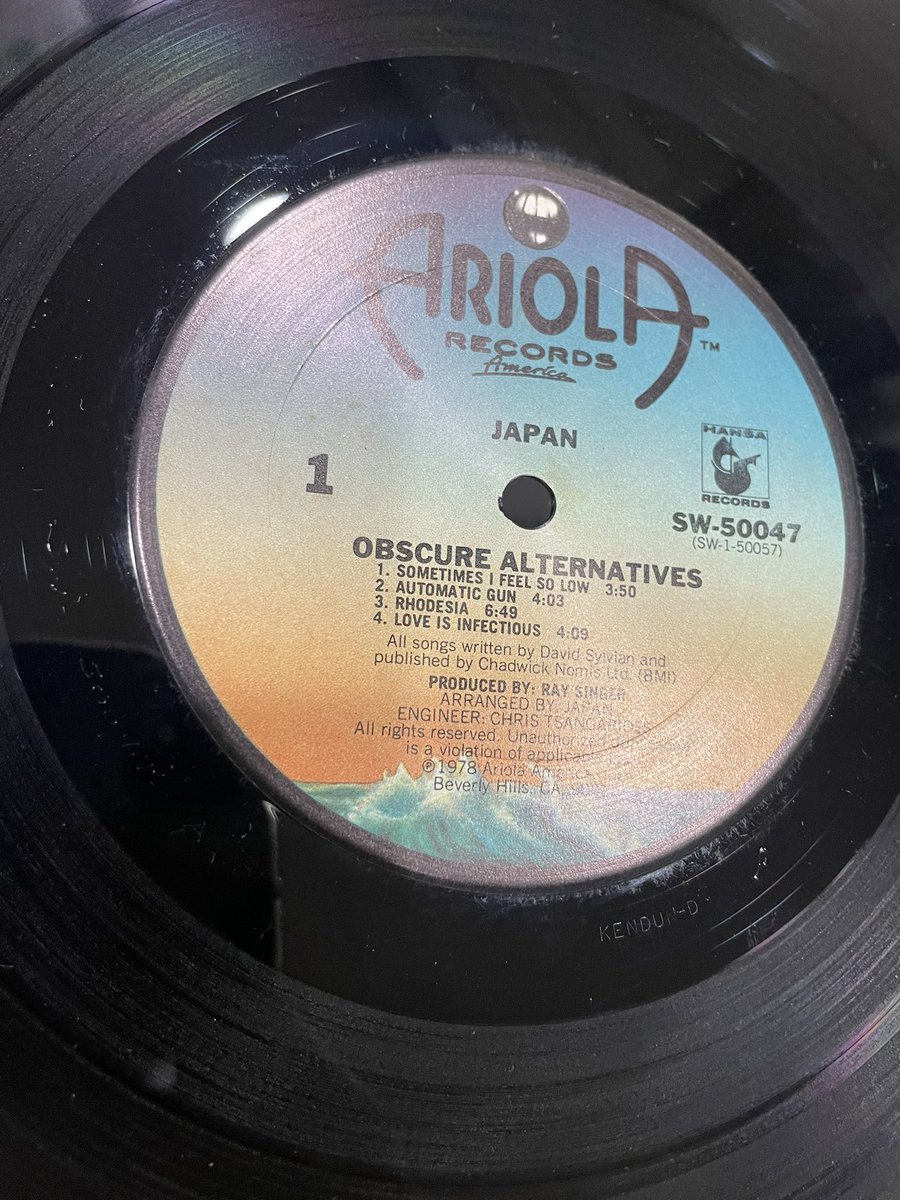 ARIOLA
RECORDS
America
TM
JAPAN
1
HANSA
RECORDS
SW-50047
(SW-1-50057)
OBSCURE ALTERNATIVES
1. SOMETIMES I FEEL SO LOW 3:50
2. AUTOMATIC GUN 4:03
3. RHODESIA 6:49
4. LOVE IS INFECTIOUS 4:09
All songs written by David Sylvian and
published by Chadwick Nomis Ltd. (BMI)
PRODUCED BY: RAY SINGER
ARRANGED BY JAPAN
ENGINEER: CHRIS TSANGARIDES
All rights reserved. Unauthorized
is a violation of
℗1978 Ariola America
Beverly Hills, CA.
KENDUN-D